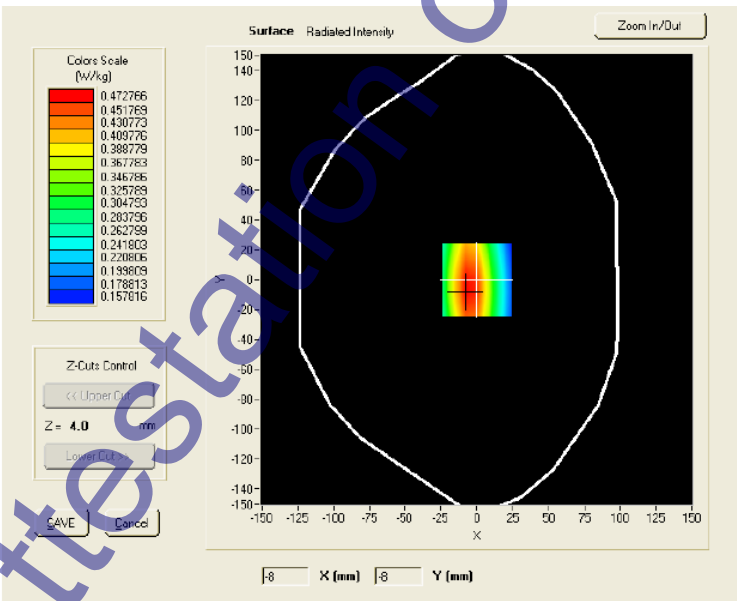 Surface Radiated Intensity
Zoom In/Out
Colors Scale
(W/kg)
0.472766
0.451769
0.430773
0.409776
0.388779
0.367783
0.346786
0.325789
0.304793
0.283796
0.262799
0.241803
0.220806
0.199809
0.178813
0.157816
150
140
120
100
80
60
40
20
0
-20
-40
-60
-80
-100
-120
-140
-150
Y
-150 -125 -100 -75 -50 -25 0 25 50 75 100 125 150
X
Z-Cuts Control
<< Upper Cut
Z = 4.0 mm
Lower Cut >>
SAVE Cancel
-8 X (mm) -8 Y (mm)
ttestation o